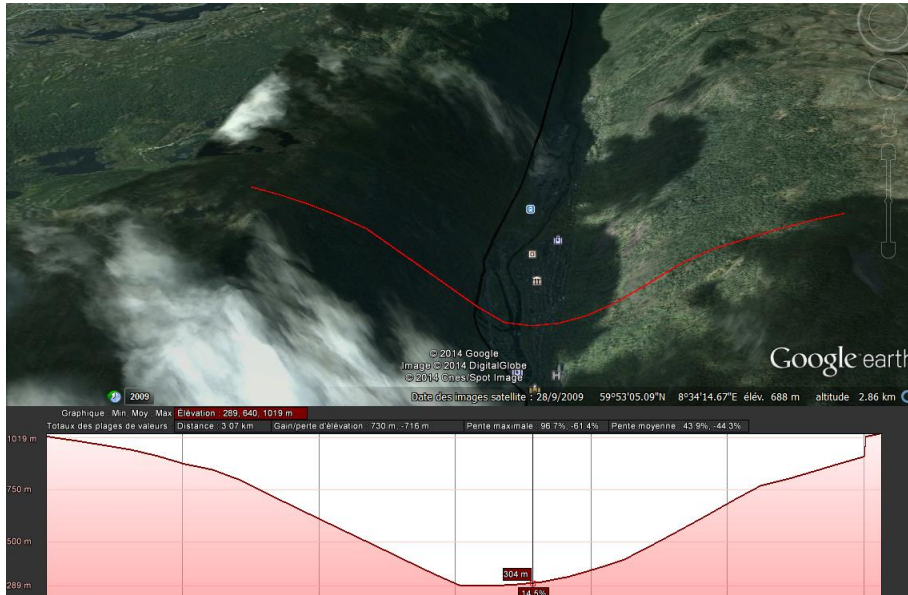 © 2014 Google
Image © 2014 DigitalGlobe
© 2014 Cnes/Spot Image
Google earth
2009
Date des images satellite : 28/9/2009 59°53'05.09"N 8°34'14.67"E élév. 688 m altitude 2.86 km
Graphique : Min, Moy., Max Élévation : 289, 640, 1019 m
Totaux des plages de valeurs : Distance : 3.07 km Gain/perte d'élévation : 730 m, -716 m Pente maximale : 96.7%, -61.4% Pente moyenne : 43.9%, -44.3%
1019 m
750 m
500 m
304 m
289 m
14.5%